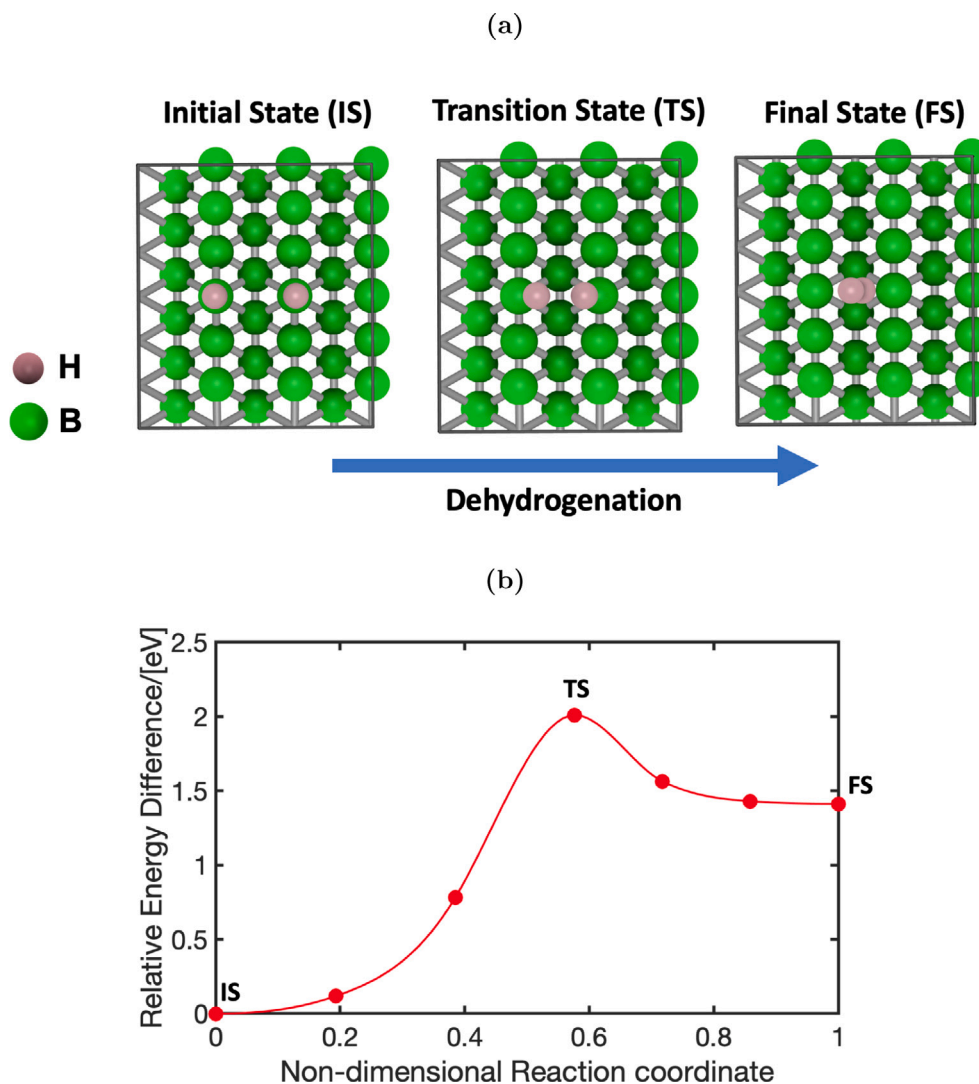 (a)
Initial State (IS) Transition State (TS) Final State (FS)
H
B
Dehydrogenation
(b)
Relative Energy Difference/[eV]
2.5
2
1.5
1
0.5
0
TS
FS
IS
0 0.2 0.4 0.6 0.8 1
Non-dimensional Reaction coordinate